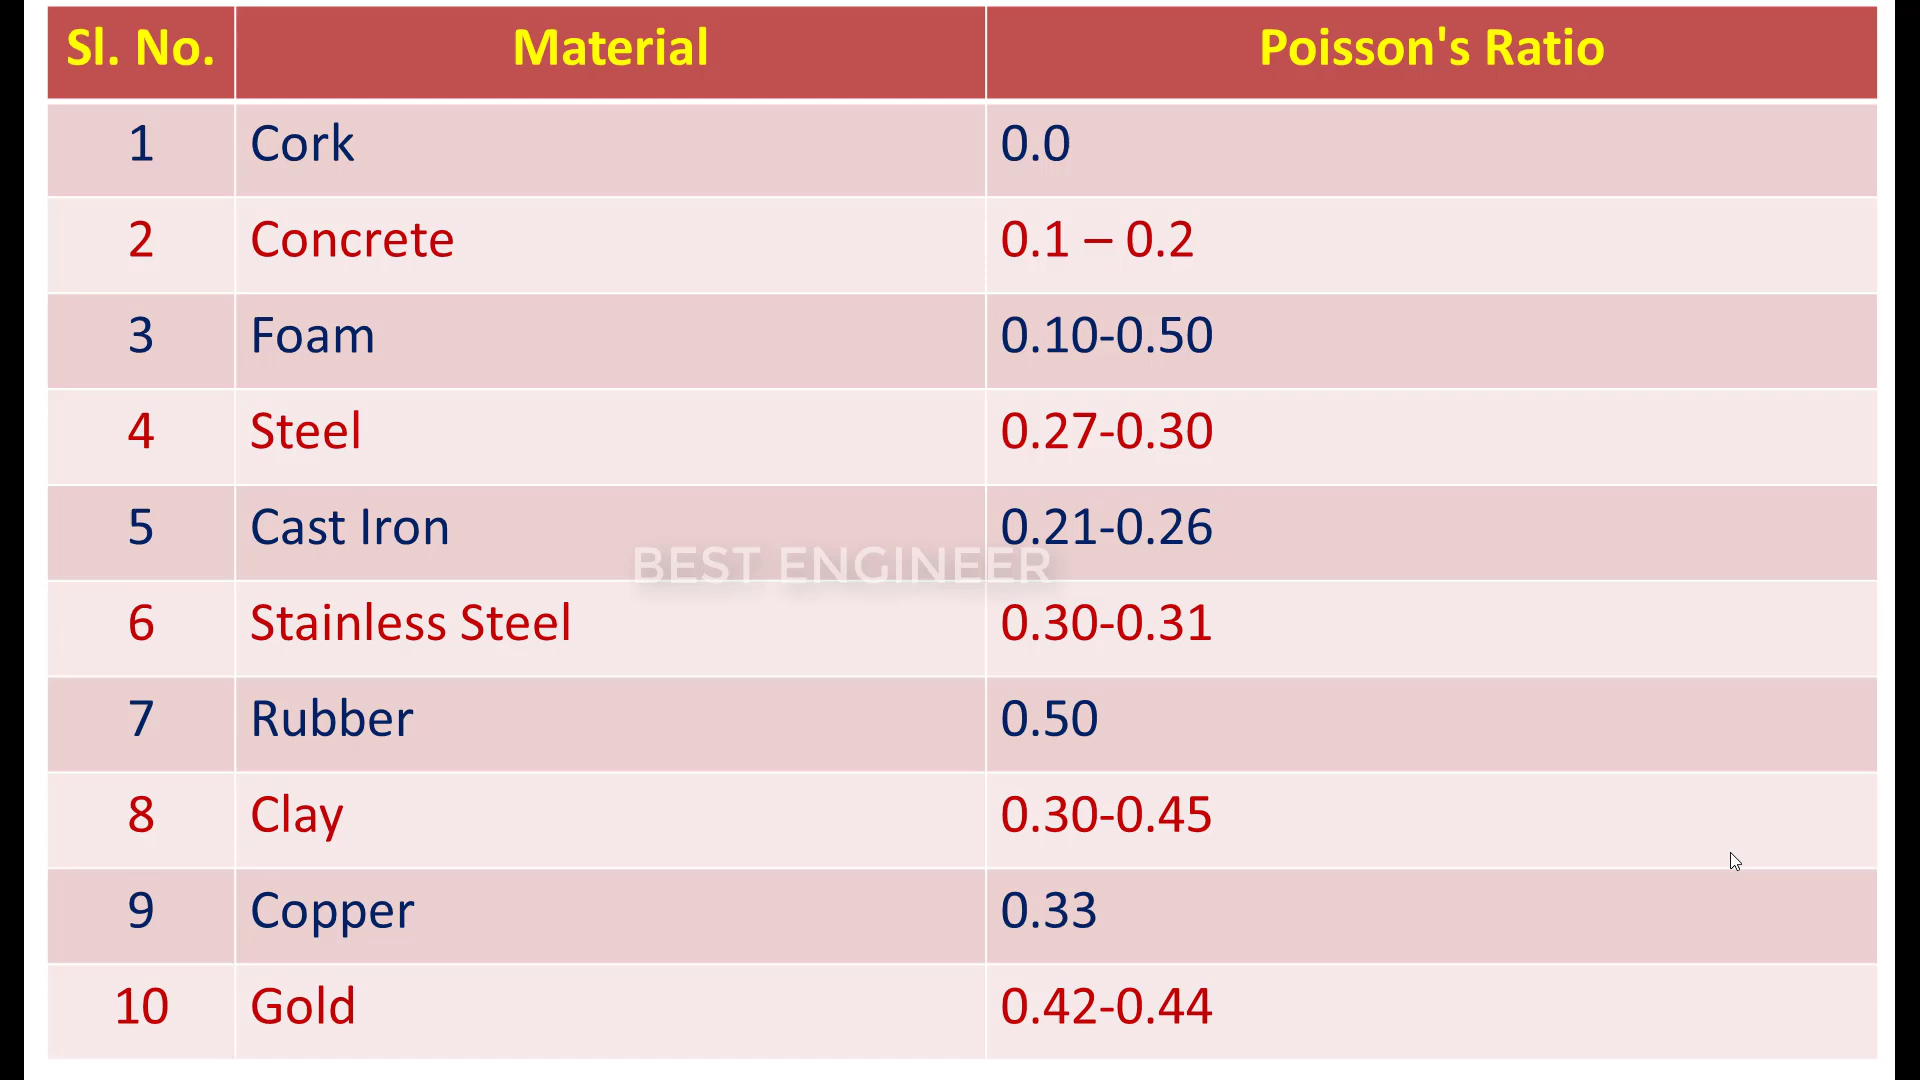 Sl. No. Material Poisson's Ratio
1 Cork 0.0
2 Concrete 0.1 – 0.2
3 Foam 0.10-0.50
4 Steel 0.27-0.30
5 Cast Iron 0.21-0.26
BEST ENGINEER
6 Stainless Steel 0.30-0.31
7 Rubber 0.50
8 Clay 0.30-0.45
9 Copper 0.33
10 Gold 0.42-0.44